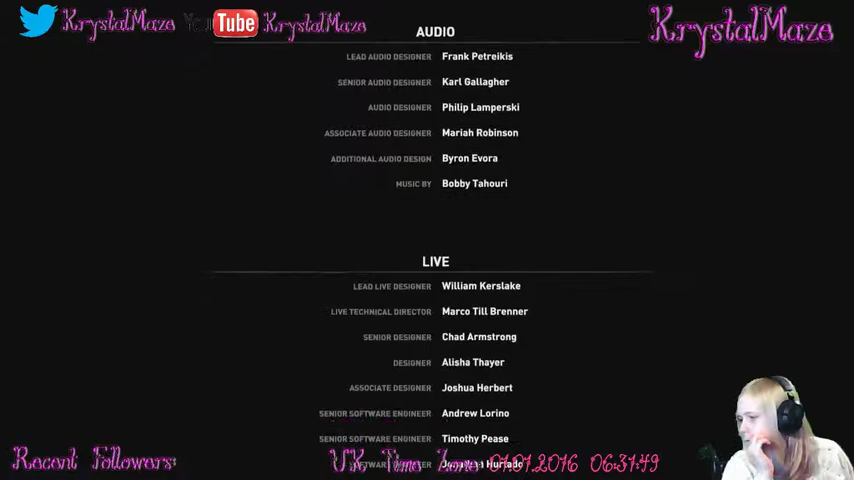 KrystalMaze YouTube KrystalMaze KrystalMaze
AUDIO
LEAD AUDIO DESIGNER Frank Petreikis
SENIOR AUDIO DESIGNER Karl Gallagher
AUDIO DESIGNER Philip Lamperski
ASSOCIATE AUDIO DESIGNER Mariah Robinson
ADDITIONAL AUDIO DESIGN Byron Evora
MUSIC BY Bobby Tahouri
LIVE
LEAD LIVE DESIGNER William Kerslake
LIVE TECHNICAL DIRECTOR Marco Till Brenner
SENIOR DESIGNER Chad Armstrong
DESIGNER Alisha Thayer
ASSOCIATE DESIGNER Joshua Herbert
SENIOR SOFTWARE ENGINEER Andrew Lorino
SENIOR SOFTWARE ENGINEER Timothy Pease
Hurtado
Recent Followers: UK Time Zone 01.01.2016 06:31:49